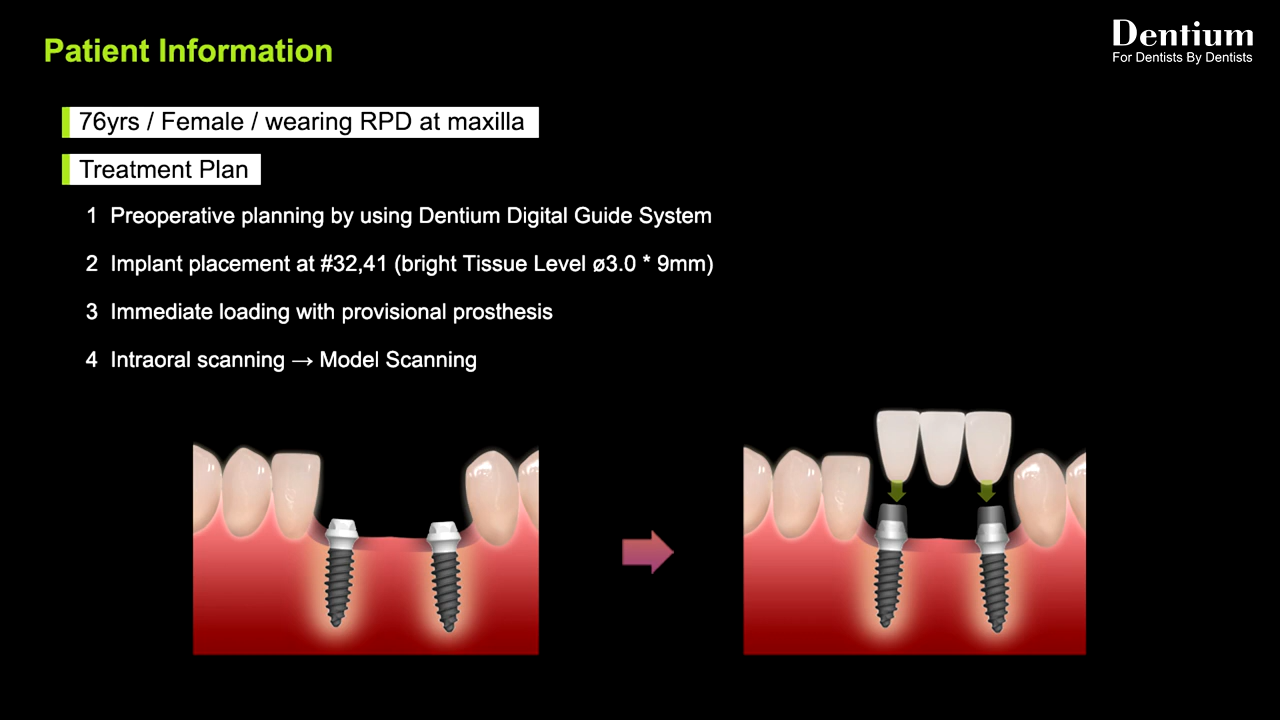 Patient Information
Dentium
For Dentists By Dentists
76yrs / Female / wearing RPD at maxilla
Treatment Plan
1 Preoperative planning by using Dentium Digital Guide System
2 Implant placement at #32,41 (bright Tissue Level ø3.0 * 9mm)
3 Immediate loading with provisional prosthesis
4 Intraoral scanning → Model Scanning